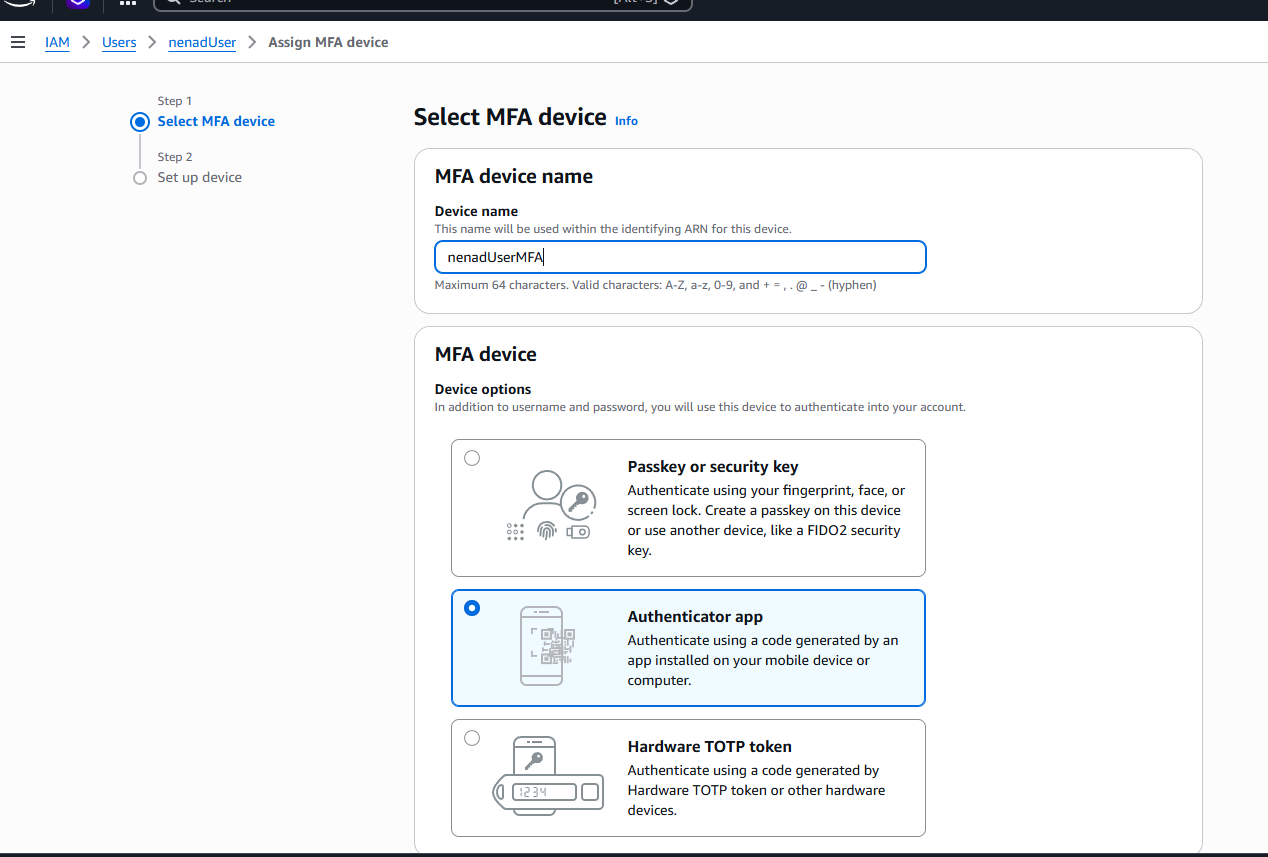 Search [Alt+S]
IAM > Users > nenadUser > Assign MFA device
Step 1
Select MFA device
Step 2
Set up device
Select MFA device Info
MFA device name
Device name
This name will be used within the identifying ARN for this device.
nenadUserMFA
Maximum 64 characters. Valid characters: A-Z, a-z, 0-9, and + = , . @ _ - (hyphen)
MFA device
Device options
In addition to username and password, you will use this device to authenticate into your account.
Passkey or security key
Authenticate using your fingerprint, face, or
screen lock. Create a passkey on this device
or use another device, like a FIDO2 security
key.
Authenticator app
Authenticate using a code generated by an
app installed on your mobile device or
computer.
Hardware TOTP token
Authenticate using a code generated by
Hardware TOTP token or other hardware
devices.
1234